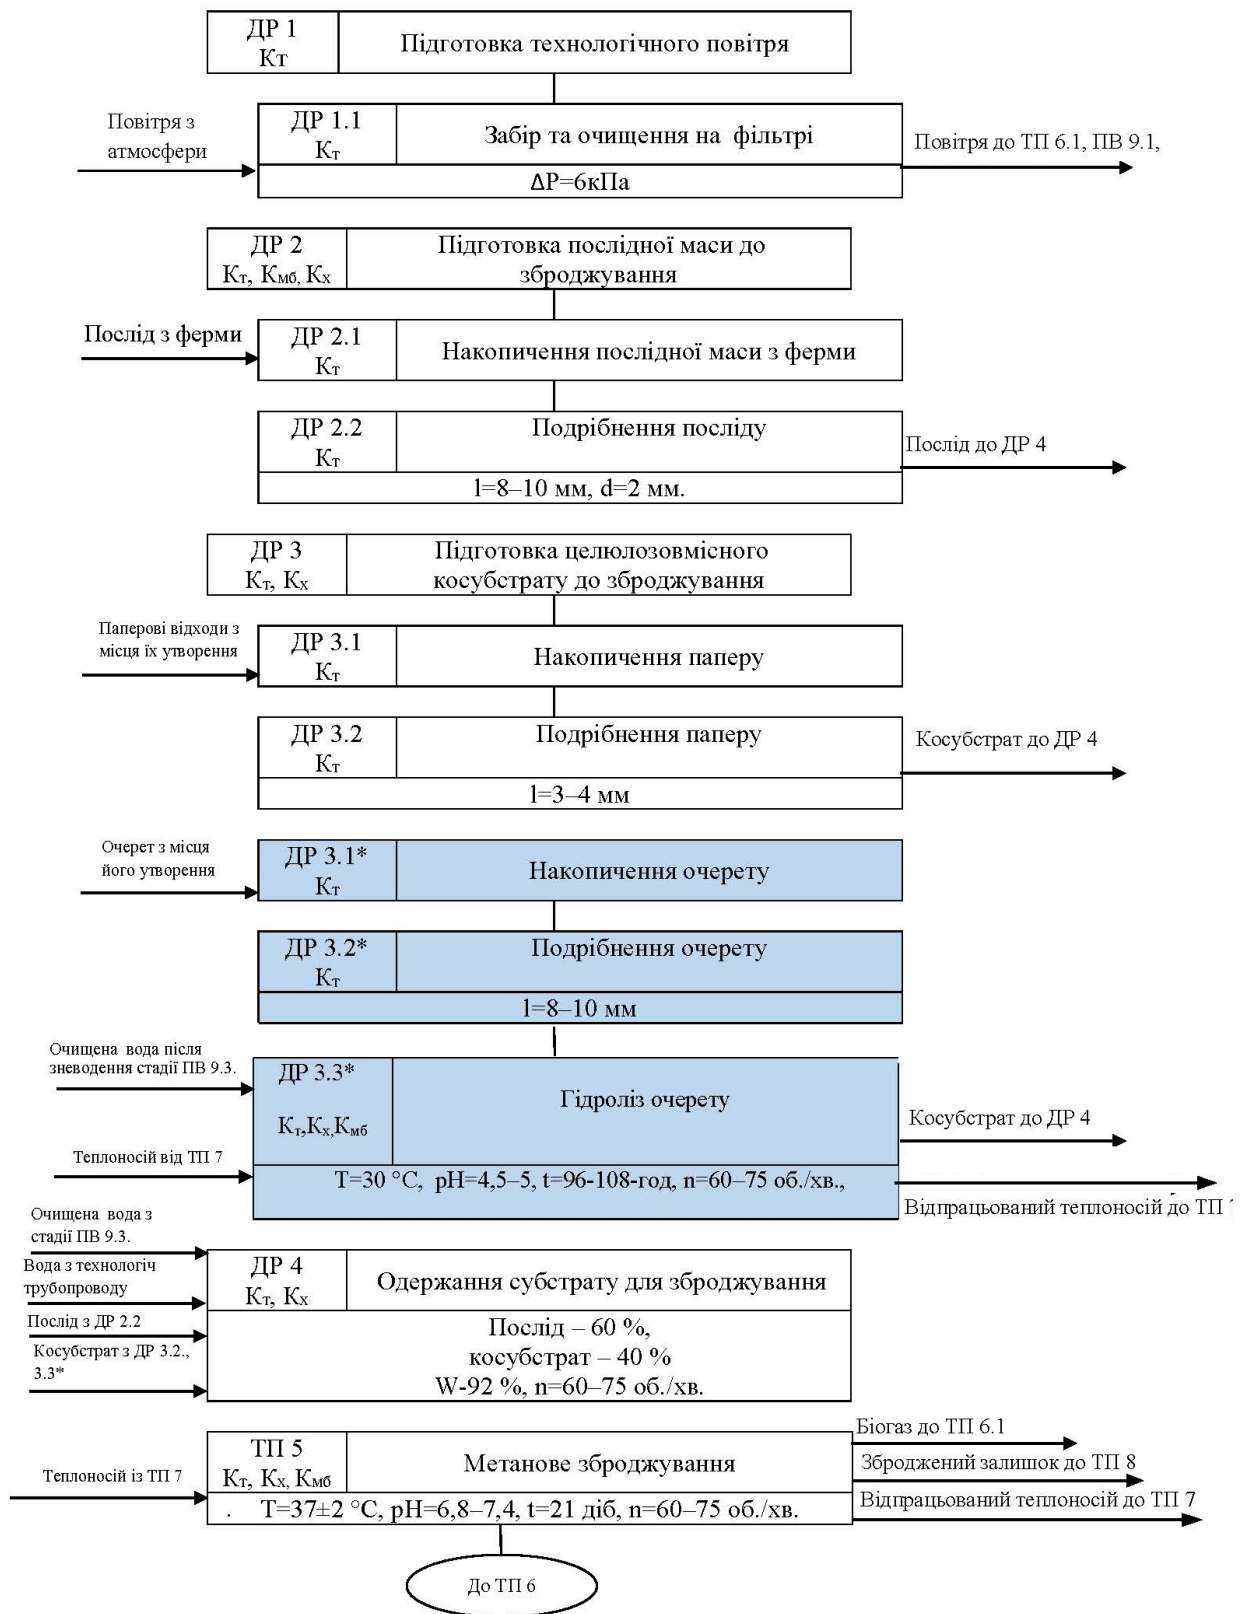 ДР 1
Кт
Підготовка технологічного повітря
Повітря з
атмосфери
ДР 1.1
Кт
Забір та очищення на фільтрі
ΔР=6кПа
Повітря до ТП 6.1, ПВ 9.1,
ДР 2
Кт, Кмб, Кх
Підготовка послідної маси до
зброджування
Послід з ферми
ДР 2.1
Кт
Накопичення послідної маси з ферми
ДР 2.2
Кт
Подрібнення посліду
l=8–10 мм, d=2 мм.
Послід до ДР 4
ДР 3
Кт, Кх
Підготовка целюлозовмісного
косубстрату до зброджування
Паперові відходи з
місця їх утворення
ДР 3.1
Кт
Накопичення паперу
ДР 3.2
Кт
Подрібнення паперу
l=3–4 мм
Косубстрат до ДР 4
Очерет з місця
його утворення
ДР 3.1*
Кт
Накопичення очерету
ДР 3.2*
Кт
Подрібнення очерету
l=8–10 мм
Очищена вода після
зневодення стадії ПВ 9.3.
Теплоносій від ТП 7
ДР 3.3*
Кт,Кх,Кмб
Гідроліз очерету
Т=30 °С, рН=4,5–5, t=96-108-год, n=60–75 об./хв.,
Косубстрат до ДР 4
Відпрацьований теплоносій до ТП 7
Очищена вода з
стадії ПВ 9.3.
Вода з технологіч
трубопроводу
Послід з ДР 2.2
Косубстрат з ДР 3.2.,
3.3*
ДР 4
Кт, Кх
Одержання субстрату для зброджування
Послід – 60 %,
косубстрат – 40 %
W-92 %, n=60–75 об./хв.
Теплоносій із ТП 7
ТП 5
Кт, Кх, Кмб
Метанове зброджування
. Т=37±2 °С, рН=6,8–7,4, t=21 діб, n=60–75 об./хв.
Біогаз до ТП 6.1
Зброджений залишок до ТП 8
Відпрацьований теплоносій до ТП 7
До ТП 6